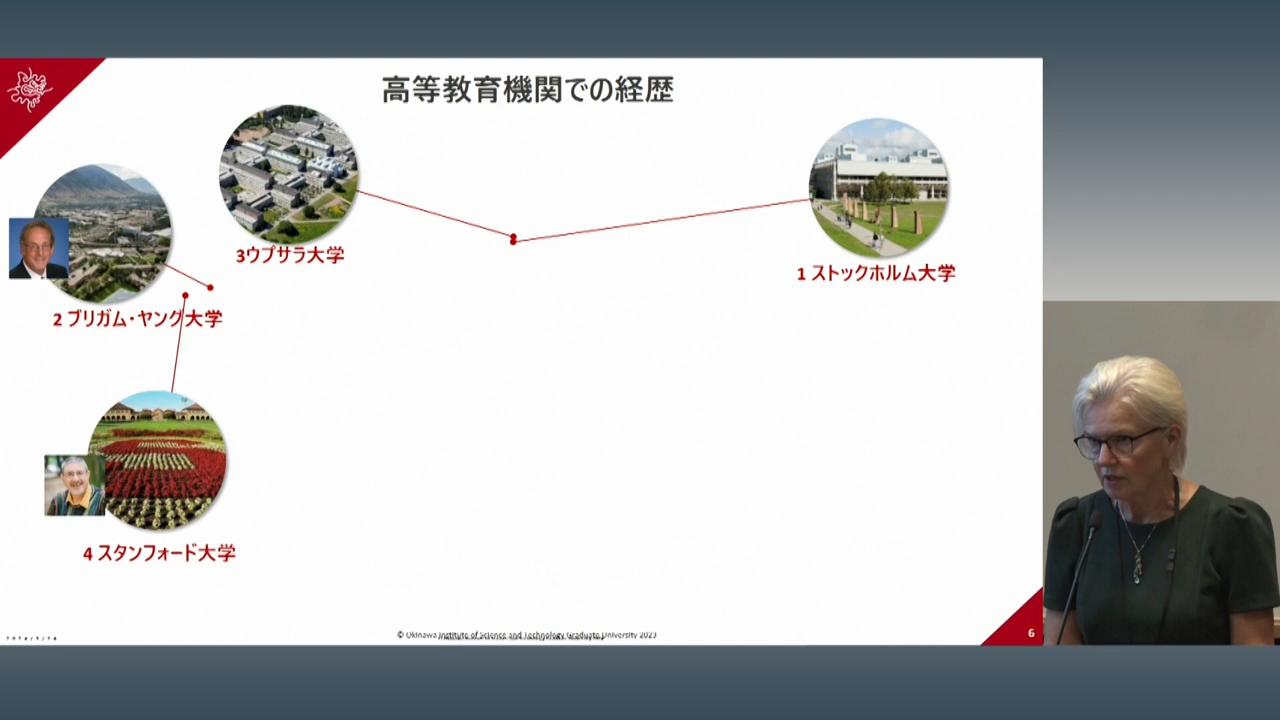 高等教育機関での経歴
3ウプサラ大学
1 ストックホルム大学
2 ブリガム・ヤング大学
4 スタンフォード大学
© Okinawa Institute of Science and Technology Graduate University 2023
6